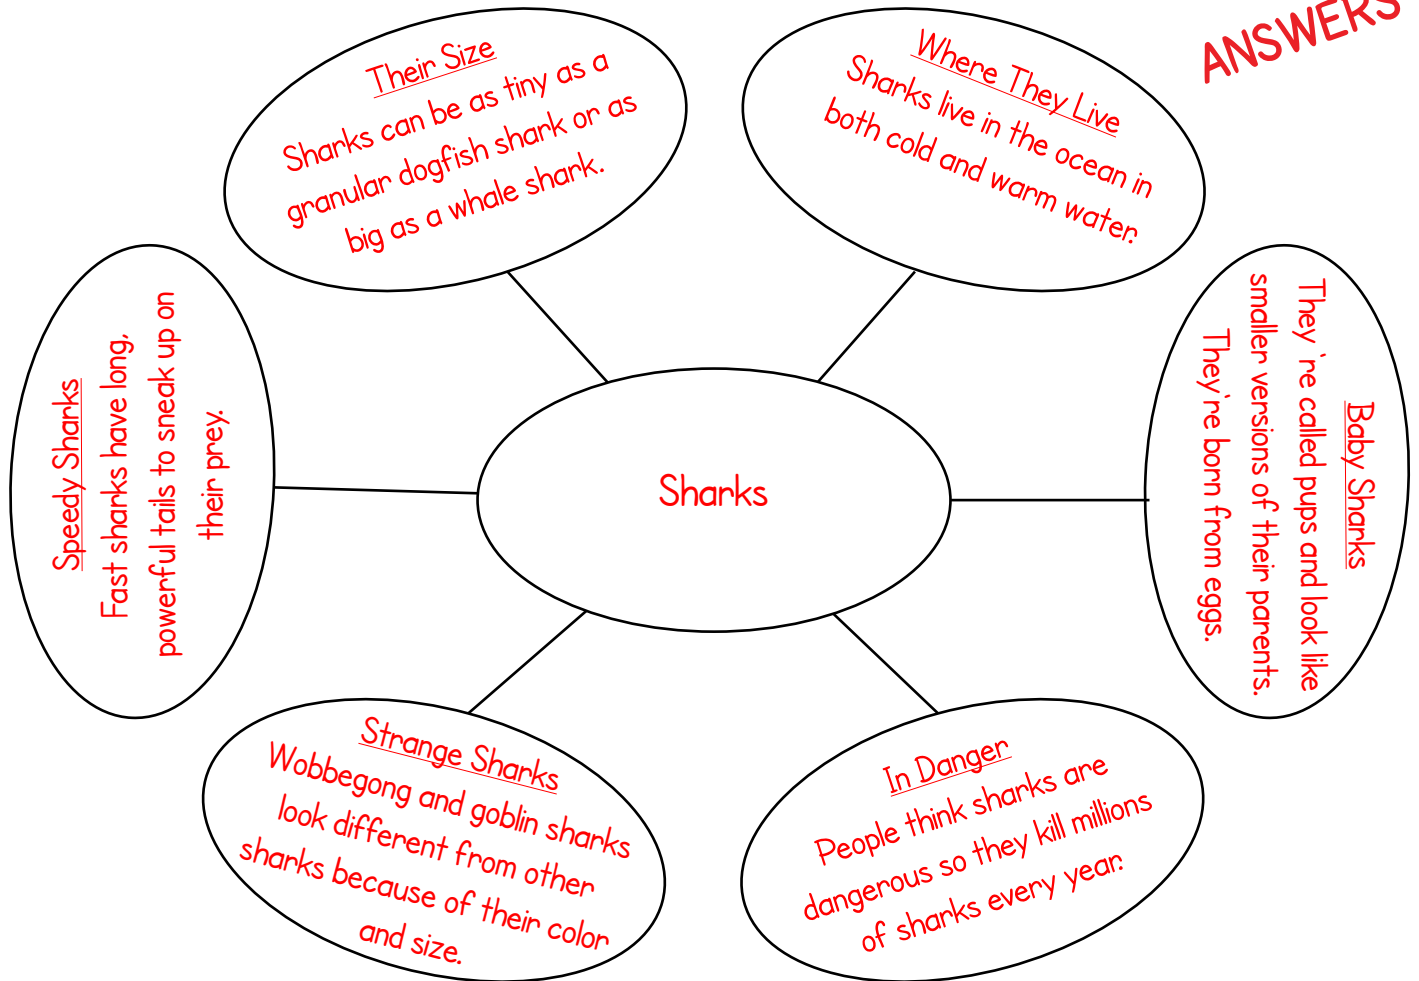 ANSWERS
Their Size
Sharks can be as tiny as a
granular dogfish shark or as
big as a whale shark.
Where They Live
Sharks live in the ocean in
both cold and warm water.
Speedy Sharks
Fast sharks have long,
powerful tails to sneak up on
their prey.
Sharks
Baby Sharks
They`re called pups and look like
smaller versions of their parents.
They`re born from eggs.
Strange Sharks
Wobbegong and goblin sharks
look different from other
sharks because of their color
and size.
In Danger
People think sharks are
dangerous so they kill millions
of sharks every year.